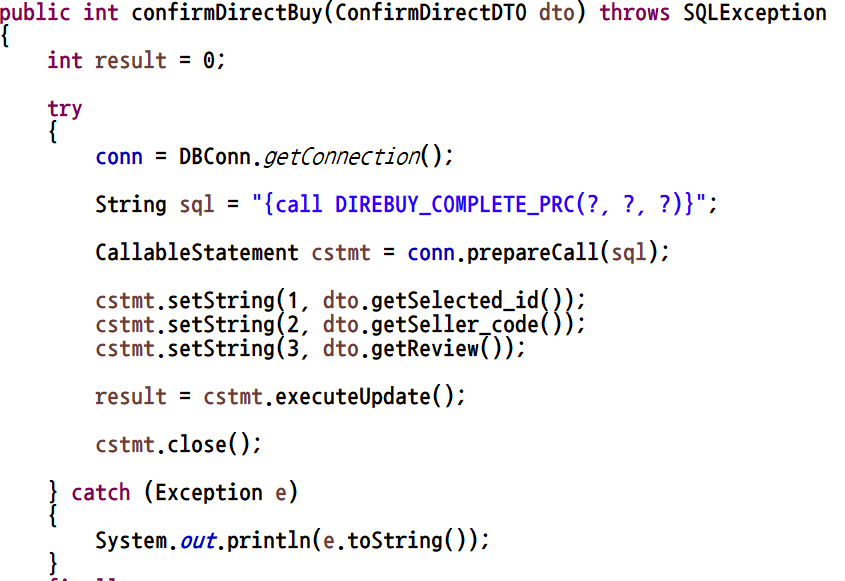 public int confirmDirectBuy(ConfirmDirectDTO dto) throws SQLException
{
int result = 0;
try
{
conn = DBConn.getConnection();
String sql = "{call DIREBUY_COMPLETE_PRC(?, ?, ?)}";
CallableStatement cstmt = conn.prepareCall(sql);
cstmt.setString(1, dto.getSelected_id());
cstmt.setString(2, dto.getSeller_code());
cstmt.setString(3, dto.getReview());
result = cstmt.executeUpdate();
cstmt.close();
} catch (Exception e)
{
System.out.println(e.toString());
}